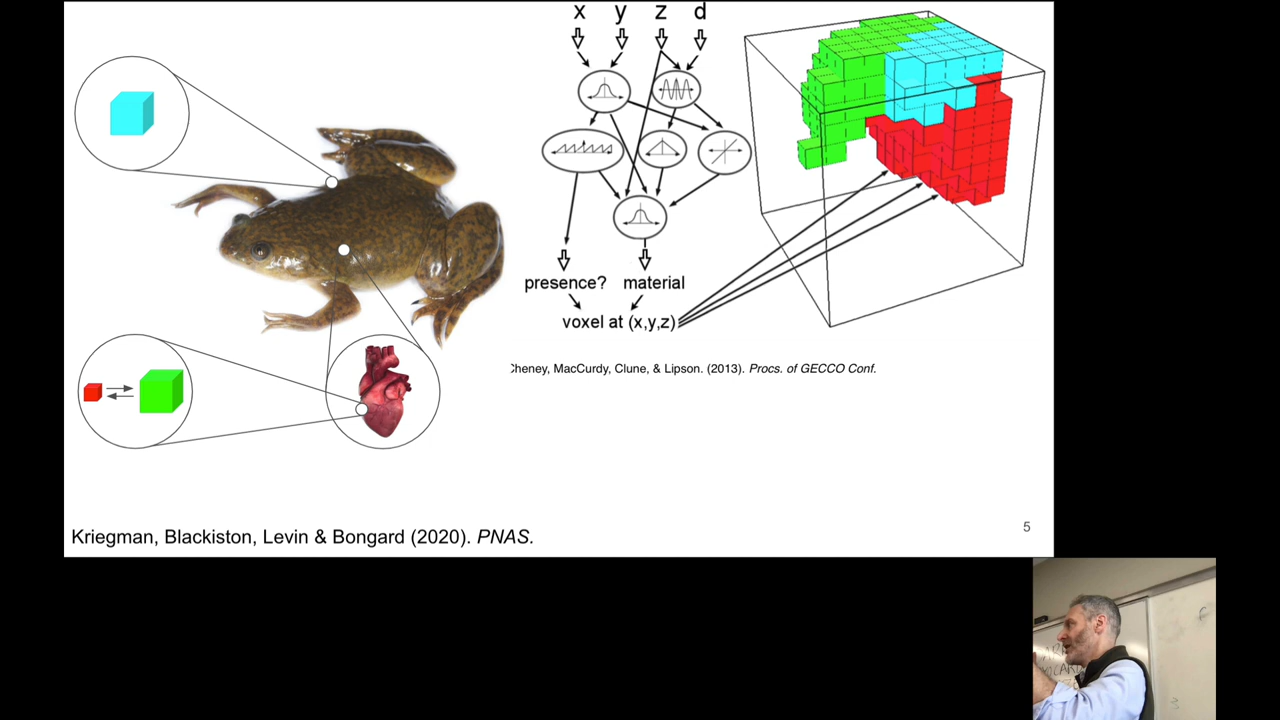 x y z d
presence? material
voxel at (x,y,z)
Cheney, MacCurdy, Clune, & Lipson. (2013). Procs. of GECCO Conf.
5
Kriegman, Blackiston, Levin & Bongard (2020). PNAS.